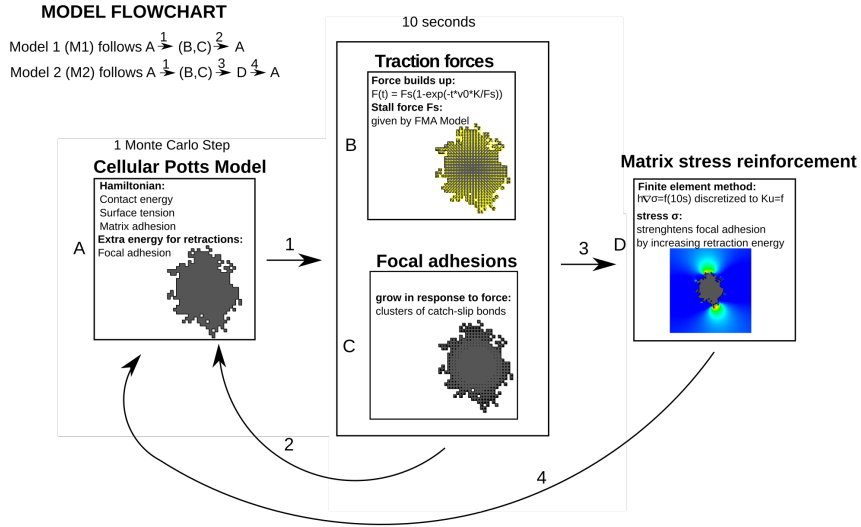 MODEL FLOWCHART
Model 1 (M1) follows A 1 (B,C) 2 A
Model 2 (M2) follows A 1 (B,C) 3 D 4 A
10 seconds
Traction forces
Force builds up:
F(t) = Fs(1-exp(-t*v0*K/Fs))
Stall force Fs:
given by FMA Model
B
1 Monte Carlo Step
Cellular Potts Model
Hamiltonian:
Contact energy
Surface tension
Matrix adhesion
Extra energy for retractions:
Focal adhesion
A
1
Focal adhesions
grow in response to force:
clusters of catch-slip bonds
C
3
Matrix stress reinforcement
Finite element method:
h∇σ=f(10s) discretized to Ku=f
stress σ:
strenghtens focal adhesion
by increasing retraction energy
D
2
4